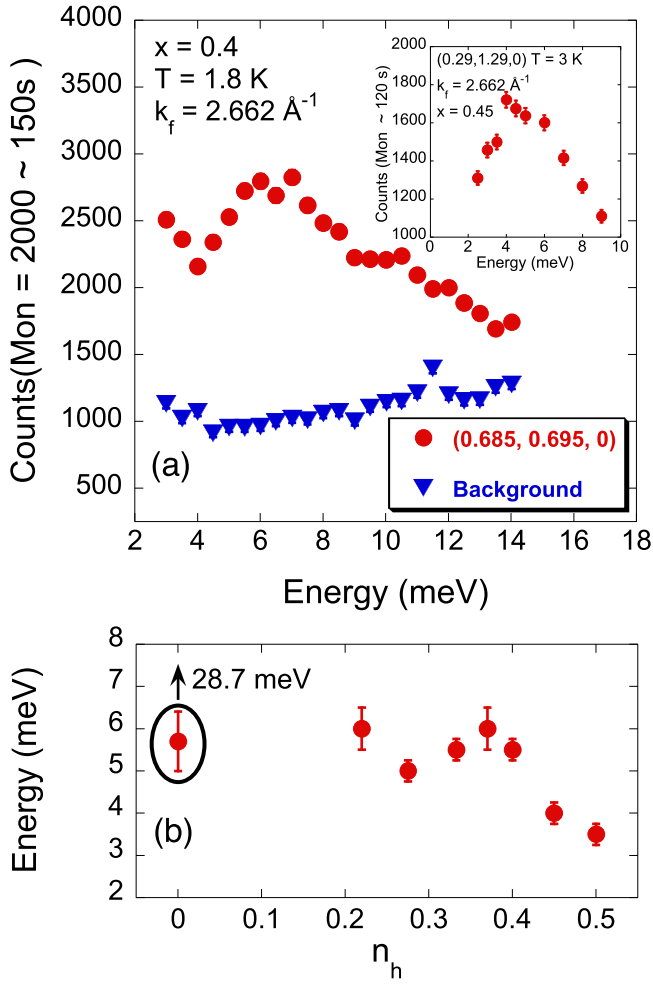 4000
3500
3000
2500
2000
1500
1000
500
Counts(Mon = 2000 ~ 150s )
x = 0.4
T = 1.8 K
k_f = 2.662 Å⁻¹
2000
1800
1600
1400
1200
1000
Counts (Mon ~ 120 s)
(0.29,1.29,0) T = 3 K
k_f = 2.662 Å⁻¹
x = 0.45
0 2 4 6 8 10
Energy (meV)
(a)
(0.685, 0.695, 0)
Background
2 4 6 8 10 12 14 16 18
Energy (meV)
8
7
6
5
4
3
2
Energy (meV)
28.7 meV
(b)
0 0.1 0.2 0.3 0.4 0.5
n_h